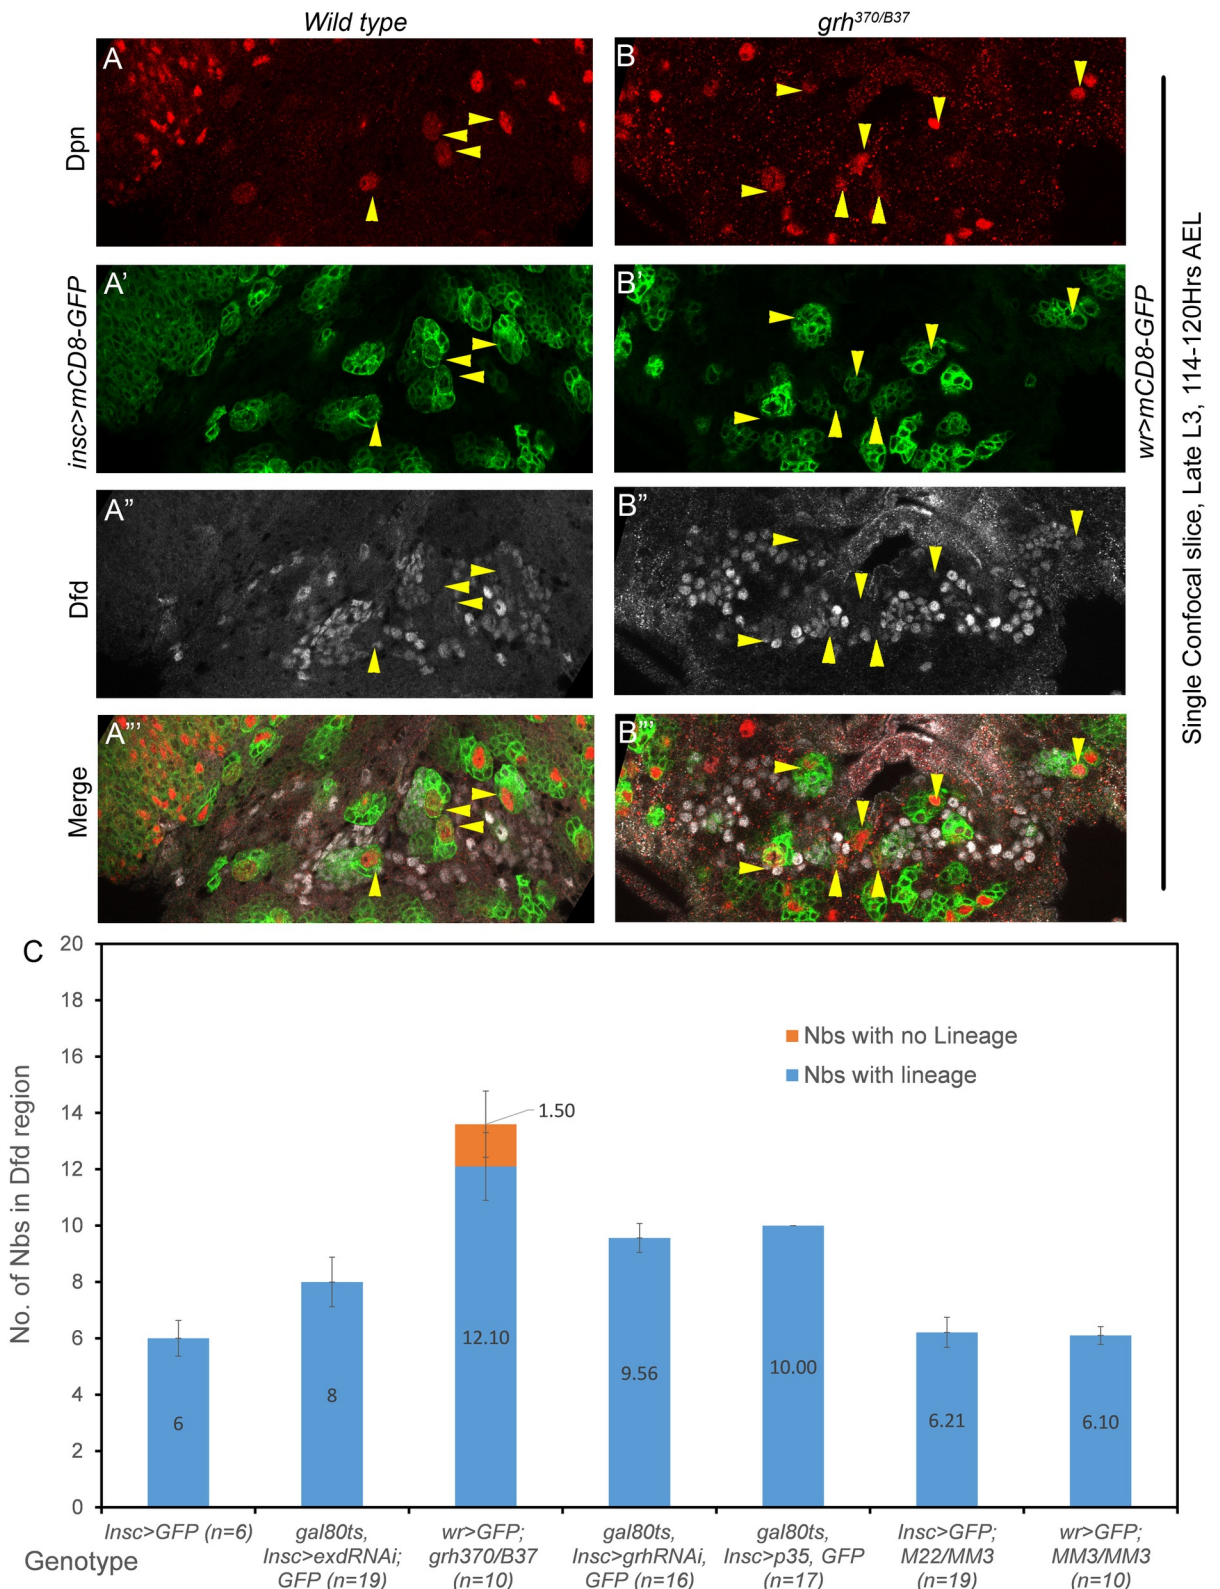 Wild type
grh370/B37
A
B
Dpn
A’
B’
insc>mCD8-GFP
wr>mCD8-GFP
A”
B”
Dfd
A”’
B”’
Merge
Single Confocal slice, Late L3, 114-120Hrs AEL
C
No. of Nbs in Dfd region
20
18
16
14
12
10
8
6
4
2
0
Nbs with no Lineage
Nbs with lineage
1.50
6
8
12.10
9.56
10.00
6.21
6.10
Genotype
Insc>GFP (n=6)
gal80ts,
Insc>exdRNAi;
GFP (n=19)
wr>GFP;
grh370/B37
(n=10)
gal80ts,
Insc>grhRNAi,
GFP (n=16)
gal80ts,
Insc>p35, GFP
(n=17)
Insc>GFP;
M22/MM3
(n=19)
wr>GFP;
MM3/MM3
(n=10)